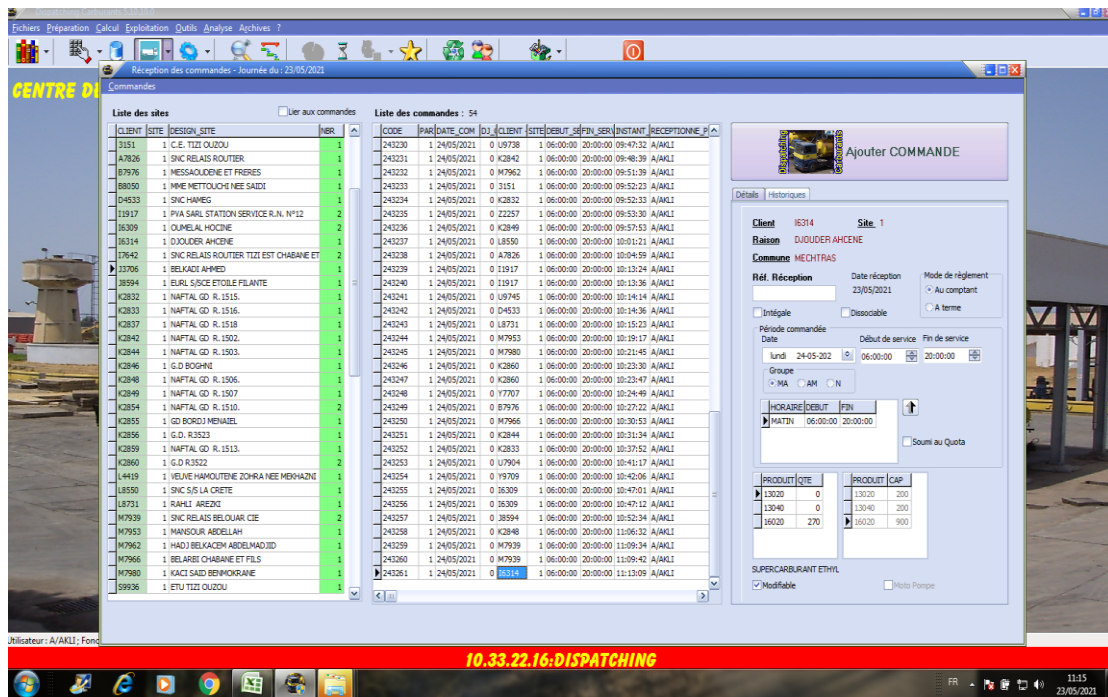 Dispatching Carburants
Fichiers Préparation Calcul Exploitation Outils Analyse Archives ?
CENTRE DI
Réception des commandes - Journée du : 23/05/2021
Commandes
Liste des sites
Lier aux commandes
CLIENT SITE DESIGN_SITE NBR
3151 1 C.E. TIZI OUZOU 1
A7826 1 SNC RELAIS ROUTIER 1
B7976 1 MESSAOUDENE ET FRERES 1
B8050 1 MME METTOUCHI NEE SAIDI 1
D4533 1 SNC HAMEG 1
I1917 1 PVA SARL STATION SERVICE R.N. N°12 2
I6309 1 OUMELAL HOCINE 2
I6314 1 DJOUDER AHCENE 1
I7642 1 SNC RELAIS ROUTIER TIZI EST CHABANE ET 2
J3706 1 BELKADI AHMED 1
J8594 1 EURL S/SCE ETOILE FILANTE 1
K2832 1 NAFTAL GD R.1515. 1
K2833 1 NAFTAL GD R.1516. 1
K2837 1 NAFTAL GD R.1518 1
K2842 1 NAFTAL GD R.1502. 1
K2844 1 NAFTAL GD R.1503. 1
K2846 1 G.D BOGHNI 1
K2848 1 NAFTAL GD R.1506. 1
K2849 1 NAFTAL GD R.1507 1
K2854 1 NAFTAL GD R.1510. 2
K2855 1 GD BORDJ MENAIEL 1
K2856 1 G.D. R3523 1
K2859 1 NAFTAL GD R.1513. 1
K2860 1 G.D R3522 2
L4419 1 VEUVE HAMOUTENE ZOHRA NEE MEKHAZNI 1
L8550 1 SNC S/S LA CRETE 1
L8731 1 RAHLI AREZKI 1
M7939 1 SNC RELAIS BELOUAR CIE 2
M7953 1 MANSOUR ABDELLAH 1
M7962 1 HADJ BELKACEM ABDELMADJID 1
M7966 1 BELARBI CHABANE ET FILS 1
M7980 1 KACI SAID BENMOKRANE 1
S9936 1 ETU TIZI OUZOU 1
Liste des commandes : 54
CODE PAR DATE_COM DJ_ CLIENT SITE DEBUT_SE FIN_SERV INSTANT_ RECEPTIONNE_P
243230 1 24/05/2021 0 U9738 1 06:00:00 20:00:00 09:47:32 A/AKLI
243231 1 24/05/2021 0 K2842 1 06:00:00 20:00:00 09:48:39 A/AKLI
243232 1 24/05/2021 0 M7962 1 06:00:00 20:00:00 09:51:39 A/AKLI
243233 1 24/05/2021 0 3151 1 06:00:00 20:00:00 09:52:23 A/AKLI
243234 1 24/05/2021 0 K2832 1 06:00:00 20:00:00 09:52:33 A/AKLI
243235 1 24/05/2021 0 Z2257 1 06:00:00 20:00:00 09:53:30 A/AKLI
243236 1 24/05/2021 0 K2849 1 06:00:00 20:00:00 09:57:53 A/AKLI
243237 1 24/05/2021 0 L8550 1 06:00:00 20:00:00 10:01:21 A/AKLI
243238 1 24/05/2021 0 A7826 1 06:00:00 20:00:00 10:04:59 A/AKLI
243239 1 24/05/2021 0 I1917 1 06:00:00 20:00:00 10:13:24 A/AKLI
243240 1 24/05/2021 0 I1917 1 06:00:00 20:00:00 10:13:36 A/AKLI
243241 1 24/05/2021 0 U9745 1 06:00:00 20:00:00 10:14:14 A/AKLI
243242 1 24/05/2021 0 D4533 1 06:00:00 20:00:00 10:14:36 A/AKLI
243243 1 24/05/2021 0 L8731 1 06:00:00 20:00:00 10:15:23 A/AKLI
243244 1 24/05/2021 0 M7953 1 06:00:00 20:00:00 10:19:17 A/AKLI
243245 1 24/05/2021 0 M7980 1 06:00:00 20:00:00 10:21:45 A/AKLI
243246 1 24/05/2021 0 K2860 1 06:00:00 20:00:00 10:23:30 A/AKLI
243247 1 24/05/2021 0 K2860 1 06:00:00 20:00:00 10:23:47 A/AKLI
243248 1 24/05/2021 0 Y7707 1 06:00:00 20:00:00 10:24:49 A/AKLI
243249 1 24/05/2021 0 B7976 1 06:00:00 20:00:00 10:27:22 A/AKLI
243250 1 24/05/2021 0 M7966 1 06:00:00 20:00:00 10:30:53 A/AKLI
243251 1 24/05/2021 0 K2844 1 06:00:00 20:00:00 10:31:34 A/AKLI
243252 1 24/05/2021 0 K2833 1 06:00:00 20:00:00 10:37:52 A/AKLI
243253 1 24/05/2021 0 U7904 1 06:00:00 20:00:00 10:41:17 A/AKLI
243254 1 24/05/2021 0 Y9709 1 06:00:00 20:00:00 10:42:06 A/AKLI
243255 1 24/05/2021 0 I6309 1 06:00:00 20:00:00 10:47:01 A/AKLI
243256 1 24/05/2021 0 I6309 1 06:00:00 20:00:00 10:47:12 A/AKLI
243257 1 24/05/2021 0 J8594 1 06:00:00 20:00:00 10:52:34 A/AKLI
243258 1 24/05/2021 0 K2848 1 06:00:00 20:00:00 11:06:32 A/AKLI
243259 1 24/05/2021 0 M7939 1 06:00:00 20:00:00 11:09:34 A/AKLI
243260 1 24/05/2021 0 M7939 1 06:00:00 20:00:00 11:09:42 A/AKLI
243261 1 24/05/2021 0 I6314 1 06:00:00 20:00:00 11:13:09 A/AKLI
Dispatching
Carburants
Ajouter COMMANDE
Détails Historiques
Client I6314 Site 1
Raison DJOUDER AHCENE
Commune MECHTRAS
Réf. Réception
Date réception
23/05/2021
Mode de règlement
Au comptant
A terme
Intégale
Dissociable
Période commandée
Date Début de service Fin de service
lundi 24-05-202 06:00:00 20:00:00
Groupe
MA AM N
HORAIRE DEBUT FIN
MATIN 06:00:00 20:00:00
Soumi au Quota
PRODUIT QTE
13020 0
13040 0
16020 270
PRODUIT CAP
13020 200
13040 200
16020 900
SUPERCARBURANT ETHYL
Modifiable
Moto Pompe
Utilisateur : A/AKLI ; Fonc
10.33.22.16:DISPATCHING
FR
11:15
23/05/2021